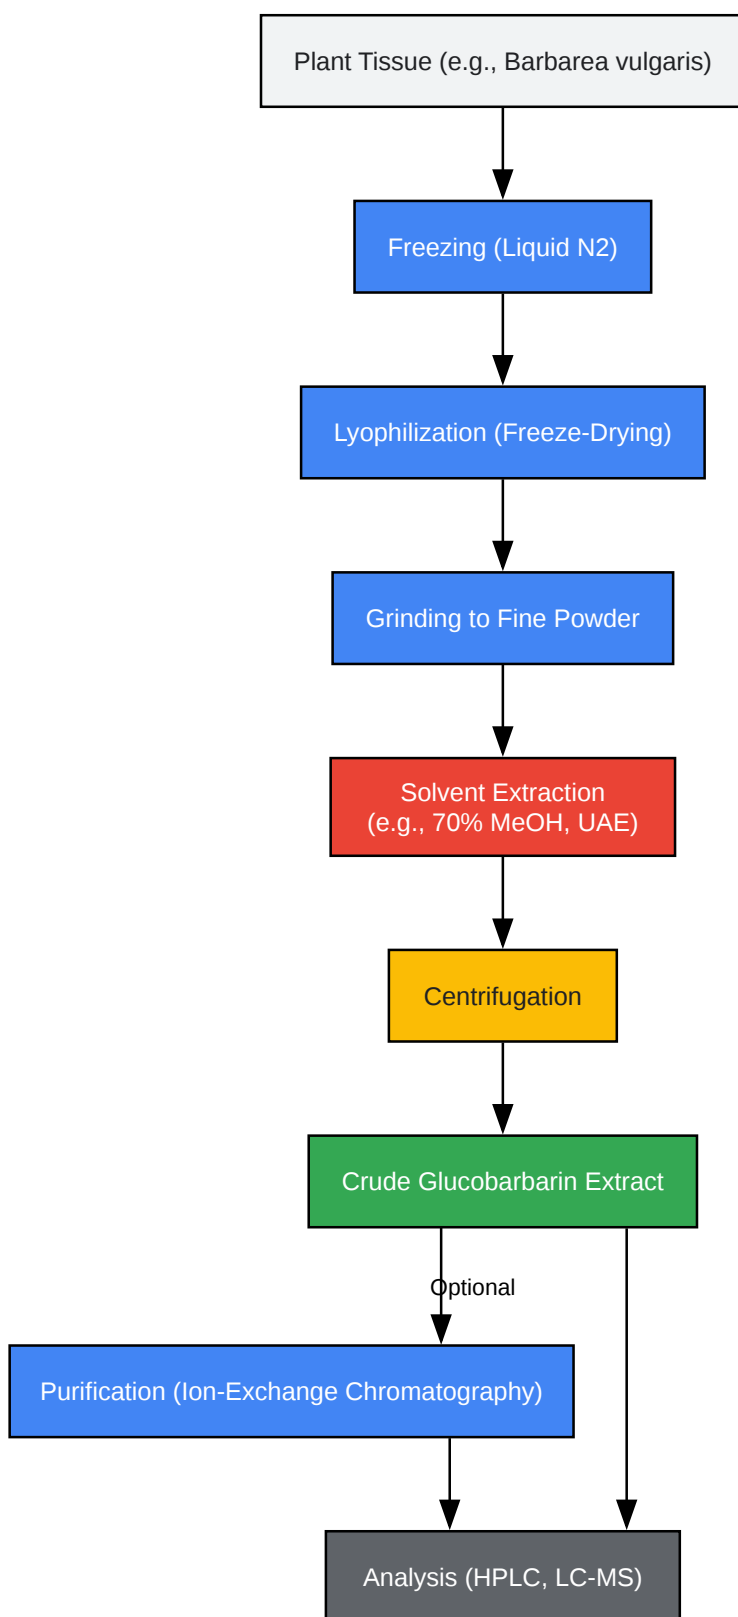 Plant Tissue (e.g., Barbarea vulgaris)
Freezing (Liquid N2)
Lyophilization (Freeze-Drying)
Grinding to Fine Powder
Solvent Extraction
(e.g., 70% MeOH, UAE)
Centrifugation
Crude Glucobarbarin Extract
Optional
Purification (Ion-Exchange Chromatography)
Analysis (HPLC, LC-MS)